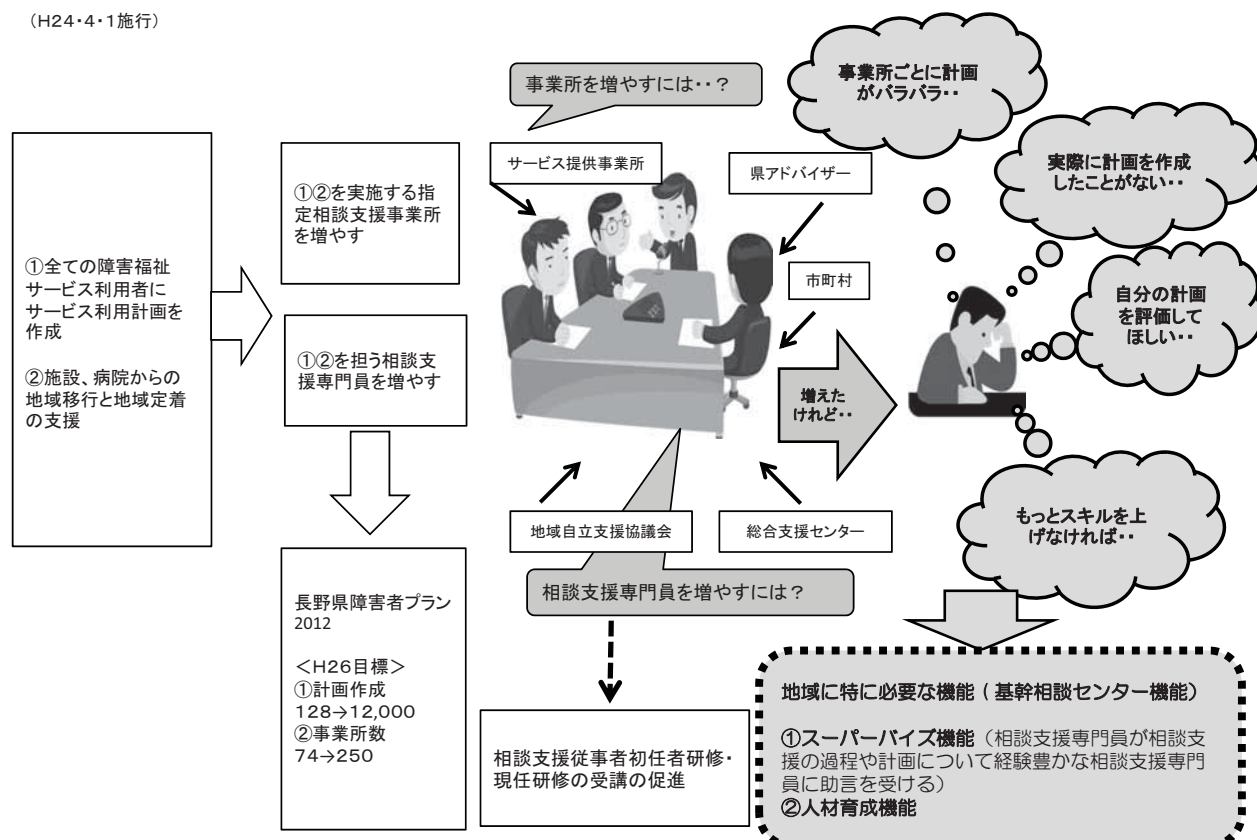 （H24・4・1施行）
①全ての障害福祉
サービス利用者に
サービス利用計画を
作成
②施設、病院からの
地域移行と地域定着
の支援
①②を実施する指
定相談支援事業所
を増やす
①②を担う相談支
援専門員を増やす
長野県障害者プラン
2012
＜H26目標＞
①計画作成
128→12,000
②事業所数
74→250
事業所を増やすには・・？
サービス提供事業所
県アドバイザー
市町村
地域自立支援協議会
総合支援センター
相談支援専門員を増やすには？
相談支援従事者初任者研修・
現任研修の受講の促進
増えた
けれど・・
事業所ごとに計画
がバラバラ・・
実際に計画を作成
したことがない・・
自分の計画
を評価して
ほしい・・
もっとスキルを上
げなければ・・
地域に特に必要な機能（基幹相談センター機能）
①スーパーバイズ機能（相談支援専門員が相談支
援の過程や計画について経験豊かな相談支援専門
員に助言を受ける）
②人材育成機能